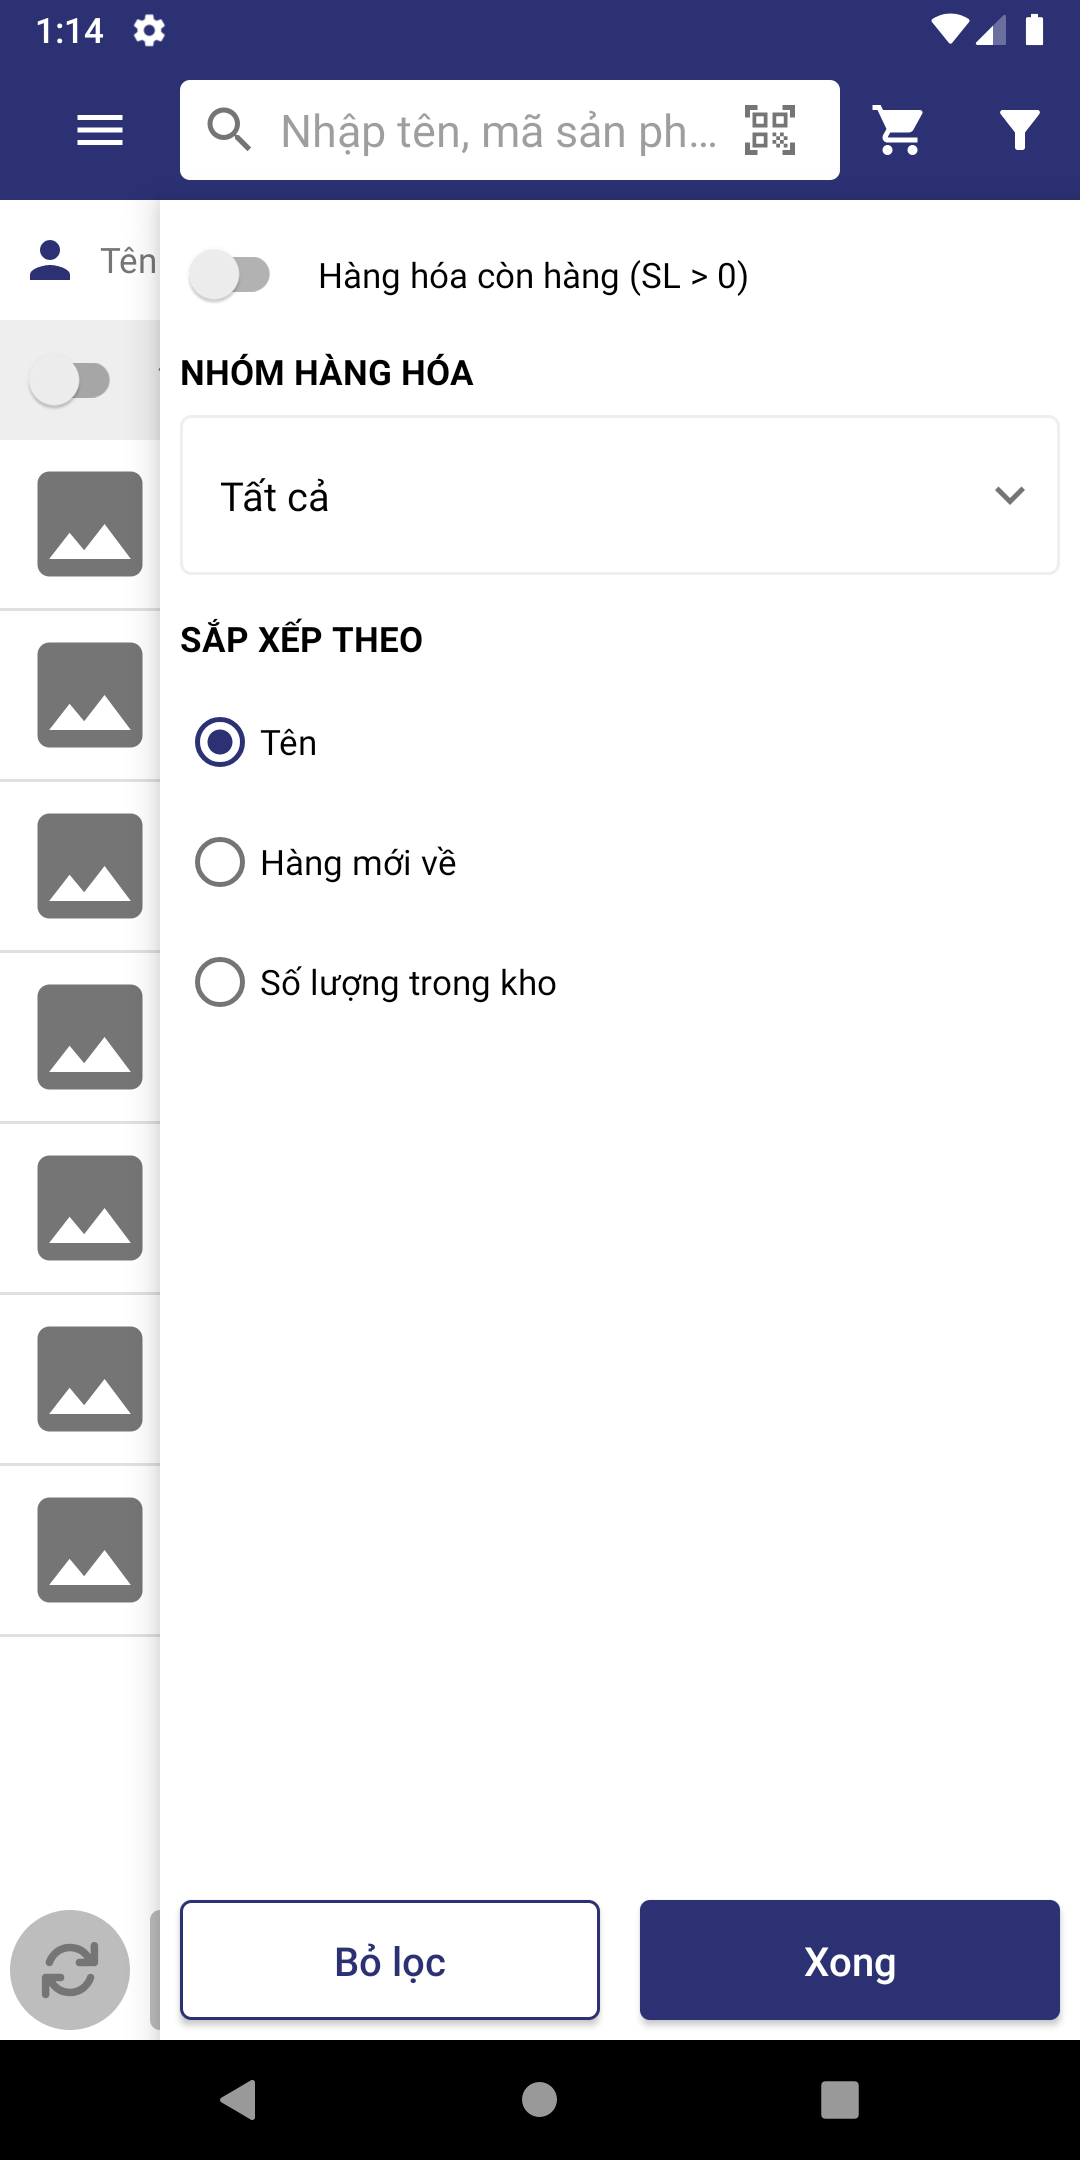 1:14
Nhập tên, mã sản ph...
Tên
Hàng hóa còn hàng (SL > 0)
NHÓM HÀNG HÓA
Tất cả
SẮP XẾP THEO
Tên
Hàng mới về
Số lượng trong kho
Bỏ lọc
Xong